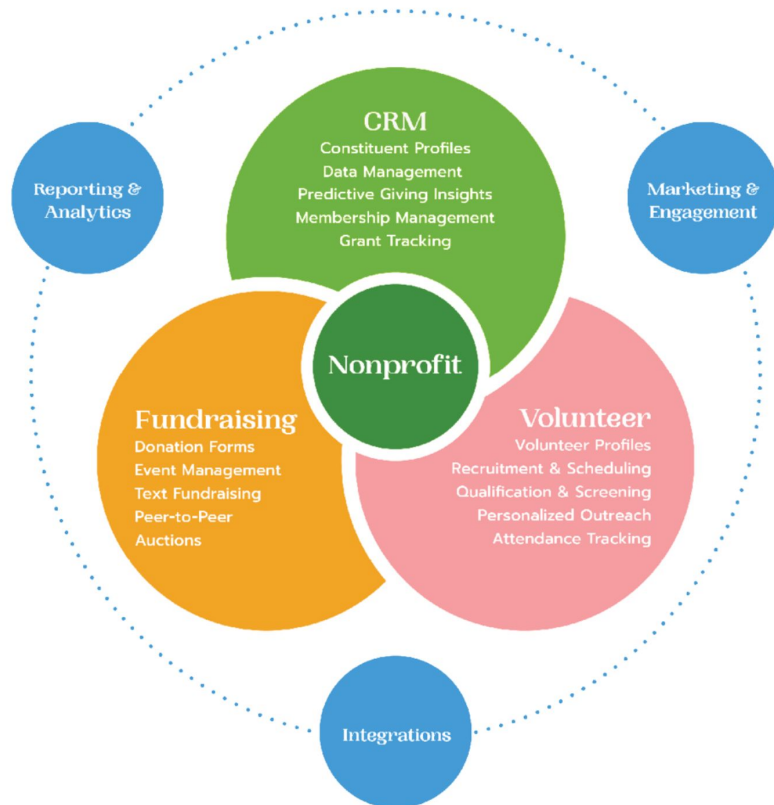 CRM
Constituent Profiles
Data Management
Predictive Giving Insights
Membership Management
Grant Tracking
Reporting &
Analytics
Marketing &
Engagement
Nonprofit
Fundraising
Donation Forms
Event Management
Text Fundraising
Peer-to-Peer
Auctions
Volunteer
Volunteer Profiles
Recruitment & Scheduling
Qualification & Screening
Personalized Outreach
Attendance Tracking
Integrations